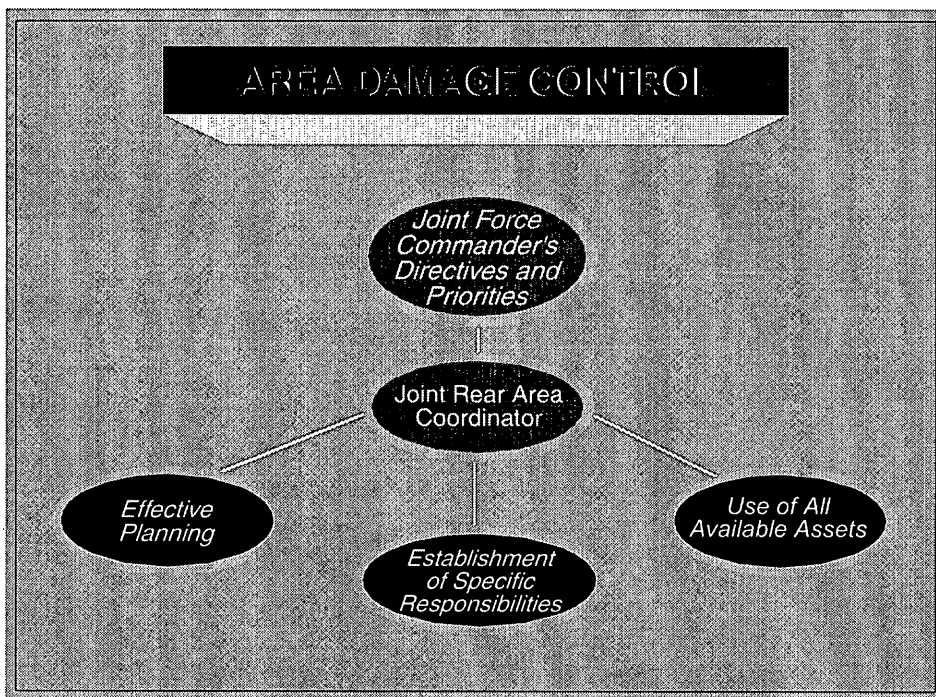 AREA DAMAGE CONTROL
Joint Force
Commander's
Directives and
Priorities
Joint Rear Area
Coordinator
Effective
Planning
Establishment
of Specific
Responsibilities
Use of All
Available Assets